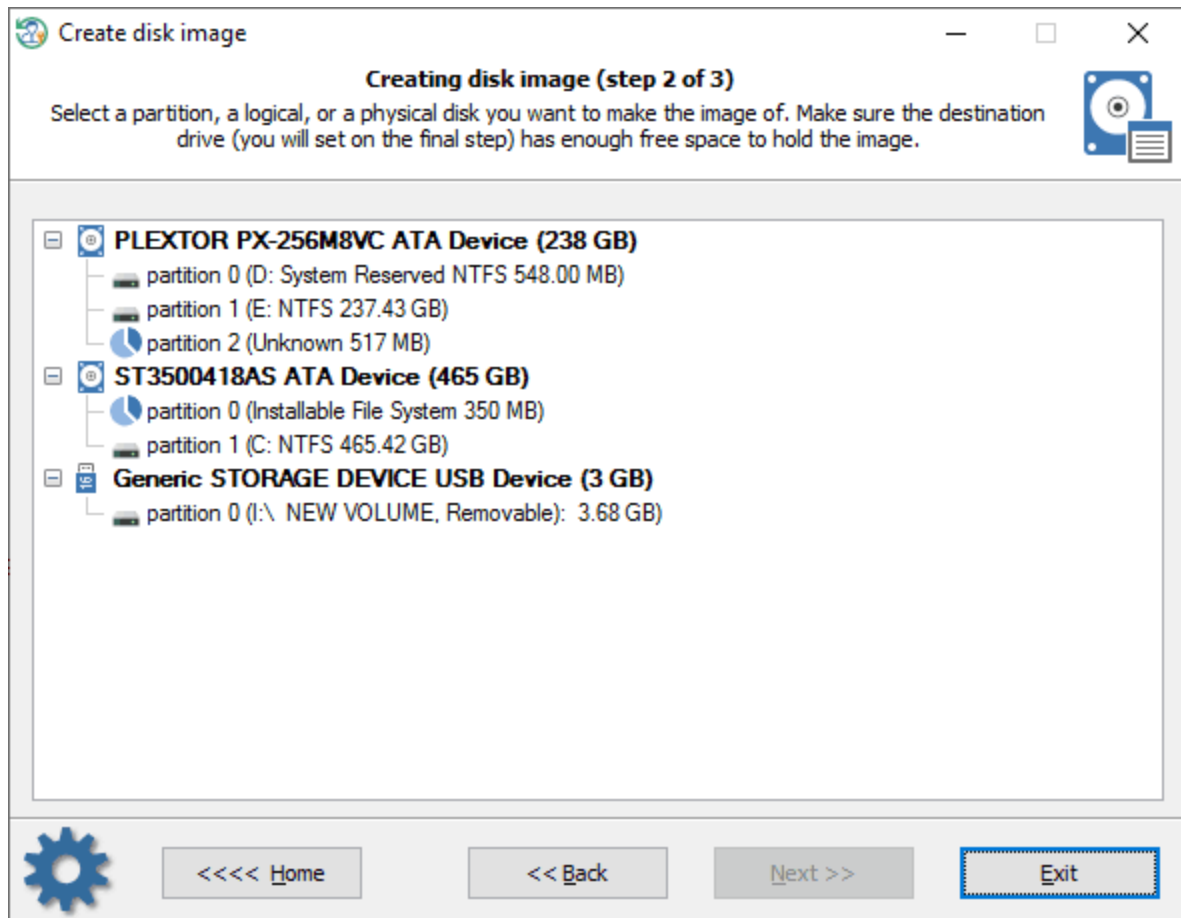 Create disk image
Creating disk image (step 2 of 3)
Select a partition, a logical, or a physical disk you want to make the image of. Make sure the destination
drive (you will set on the final step) has enough free space to hold the image.
PLEXTOR PX-256M8VC ATA Device (238 GB)
partition 0 (D: System Reserved NTFS 548.00 MB)
partition 1 (E: NTFS 237.43 GB)
partition 2 (Unknown 517 MB)
ST3500418AS ATA Device (465 GB)
partition 0 (Installable File System 350 MB)
partition 1 (C: NTFS 465.42 GB)
Generic STORAGE DEVICE USB Device (3 GB)
partition 0 (I:\ NEW VOLUME, Removable): 3.68 GB)
<<<< Home
<< Back
Next >>
Exit